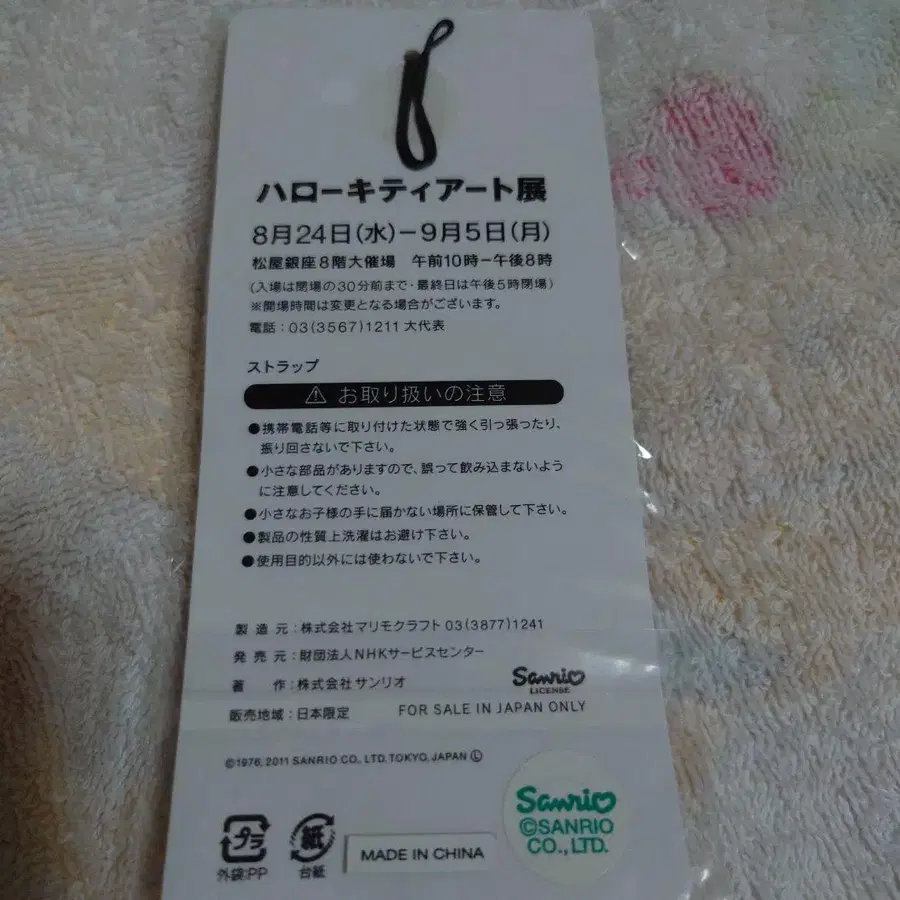 ハローキティアート展
8月24日(水)−9月5日(月)
松屋銀座8階大催場　午前10時−午後8時
(入場は閉場の30分前まで・最終日は午後5時閉場)
※開場時間は変更となる場合がございます。
電話：03(3567)1211 大代表
ストラップ
⚠ お取り扱いの注意
●携帯電話等に取り付けた状態で強く引っ張ったり、
振り回さないで下さい。
●小さな部品がありますので、誤って飲み込まないよう
に注意してください。
●小さなお子様の手に届かない場所に保管して下さい。
●製品の性質上洗濯はお避け下さい。
●使用目的以外には使わないで下さい。
製造元：株式会社マリモクラフト 03(3877)1241
発売元：財団法人NHKサービスセンター
著　作：株式会社サンリオ
Sanrio
LICENSE
販売地域：日本限定
FOR SALE IN JAPAN ONLY
©1976, 2011 SANRIO CO., LTD. TOKYO, JAPAN Ⓛ
プラ
外袋:PP
紙
台紙
MADE IN CHINA
Sanrio
©SANRIO
CO., LTD.